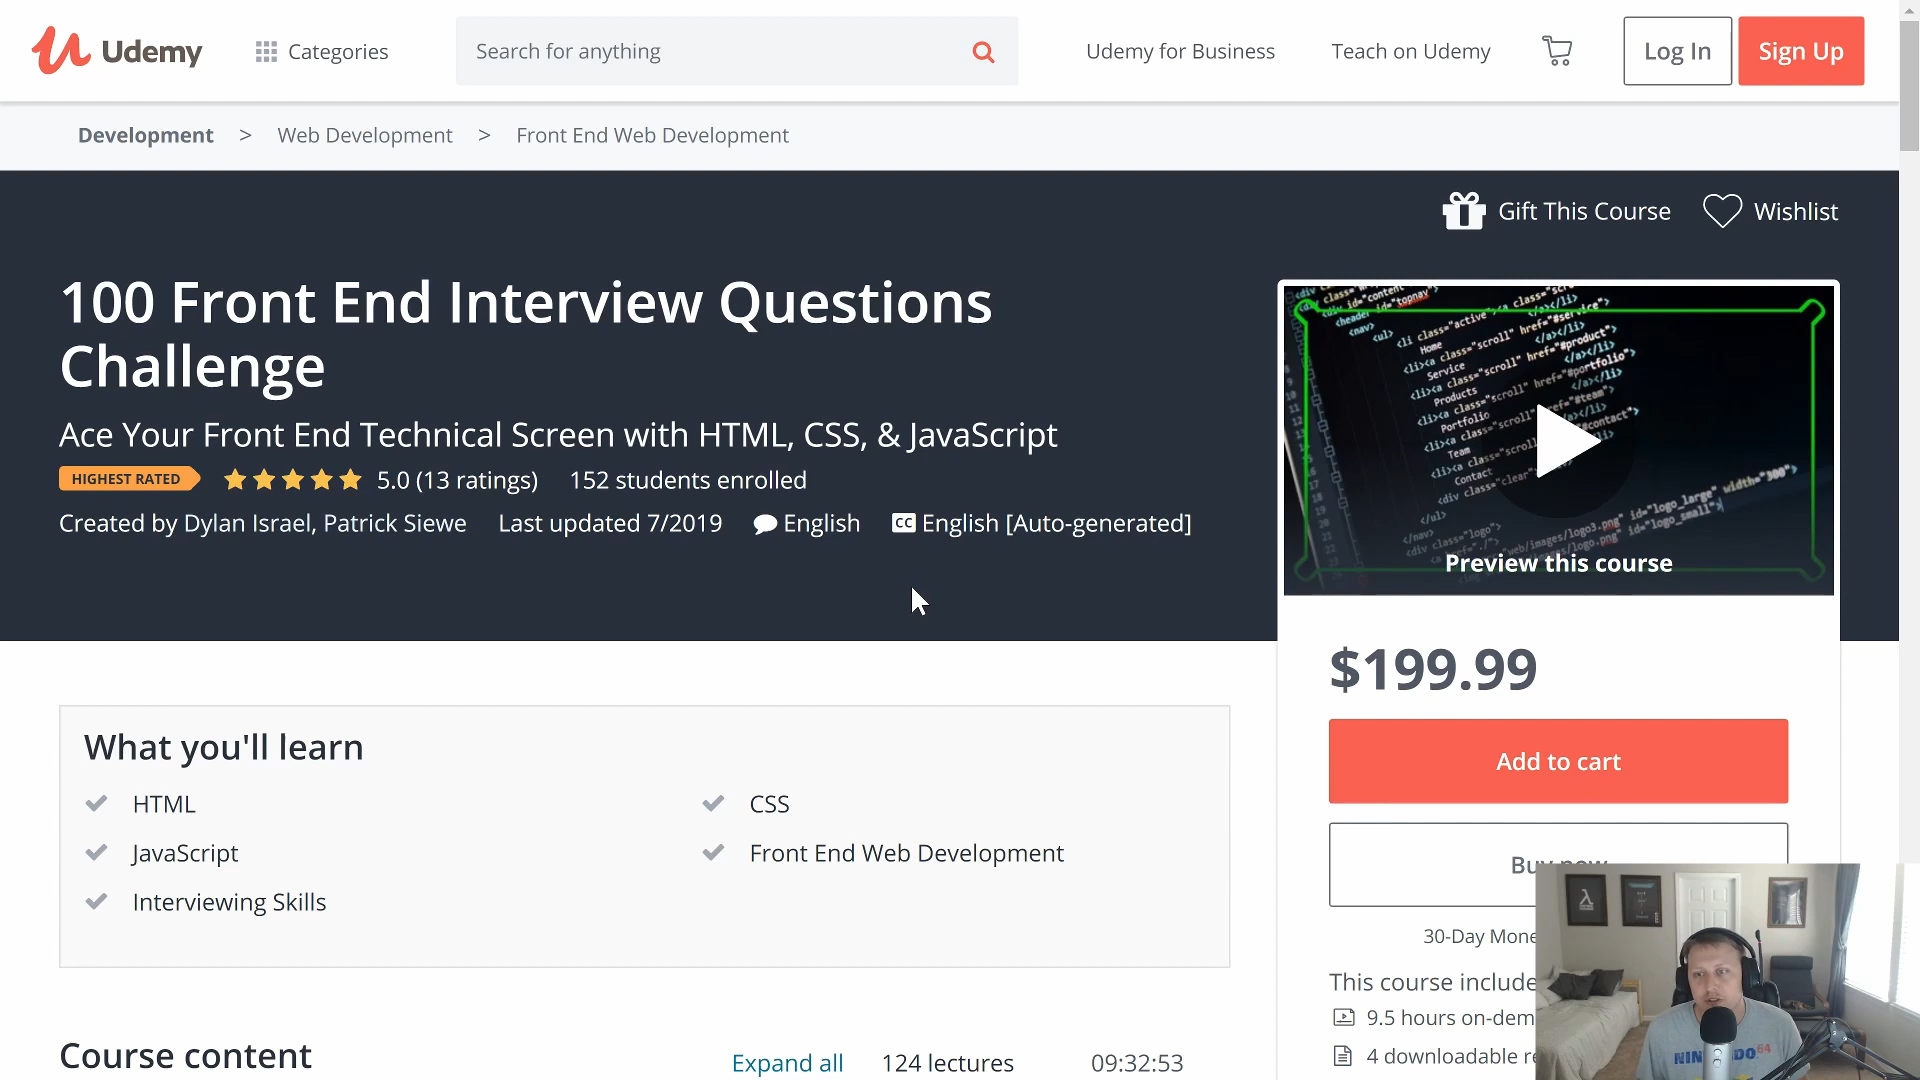 Udemy
Categories
Search for anything
Udemy for Business
Teach on Udemy
Log In
Sign Up
Development > Web Development > Front End Web Development
Gift This Course
Wishlist
100 Front End Interview Questions
Challenge
Ace Your Front End Technical Screen with HTML, CSS, & JavaScript
HIGHEST RATED
5.0 (13 ratings)
152 students enrolled
Created by Dylan Israel, Patrick Siewe
Last updated 7/2019
English
CC English [Auto-generated]
Preview this course
$199.99
Add to cart
What you'll learn
HTML
CSS
JavaScript
Front End Web Development
Interviewing Skills
30-Day
This course
9.5 hours
4 downloadable
Course content
Expand all
124 lectures
09:32:53